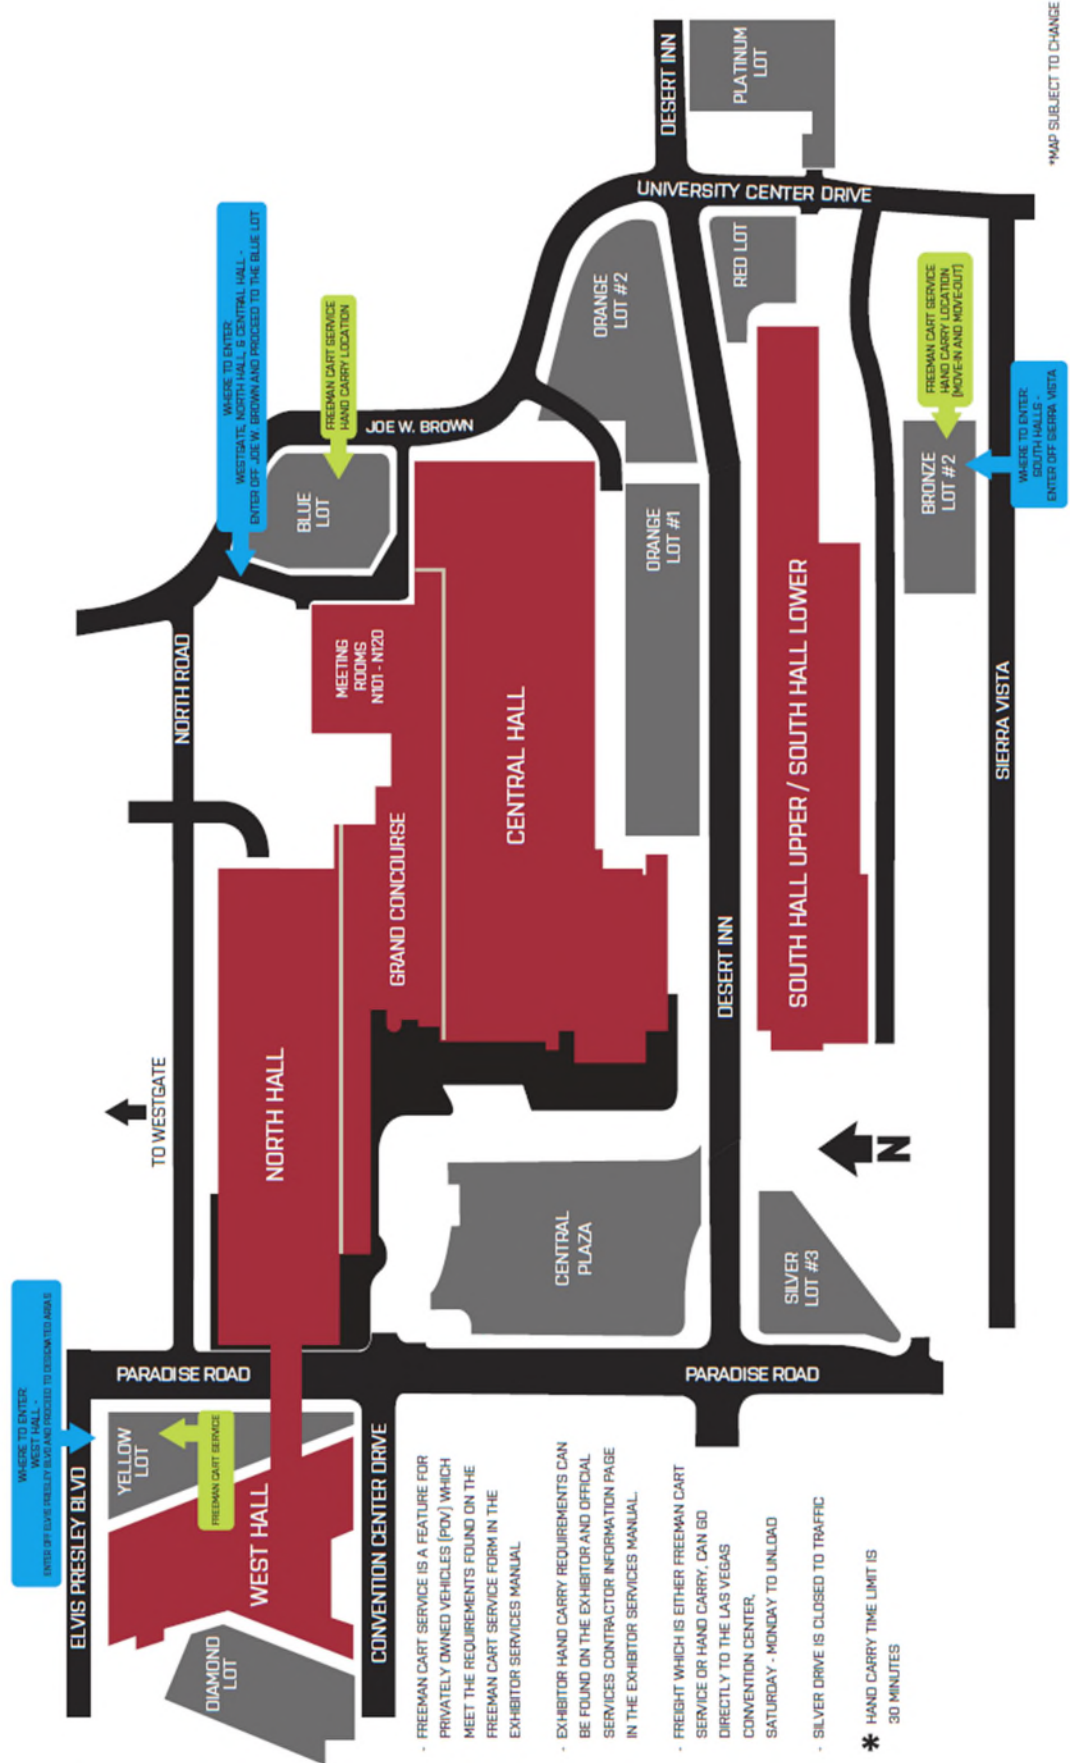 WHERE TO ENTER:
WEST HALL -
ENTER OFF ELVIS PRESLEY BLVD AND PROCEED TO DESIGNATED AREAS
ELVIS PRESLEY BLVD
YELLOW
LOT
FREEMAN CART SERVICE
WEST HALL
DIAMOND
LOT
CONVENTION CENTER DRIVE
PARADISE ROAD
PARADISE ROAD
TO WESTGATE
NORTH ROAD
NORTH HALL
GRAND CONCOURSE
MEETING
ROOMS
N101 - N120
CENTRAL HALL
CENTRAL
PLAZA
WHERE TO ENTER:
WESTGATE, NORTH HALL, & CENTRAL HALL -
ENTER OFF JOE W. BROWN AND PROCEED TO THE BLUE LOT
BLUE
LOT
FREEMAN CART SERVICE
HAND CARRY LOCATION
JOE W. BROWN
ORANGE
LOT #2
ORANGE
LOT #1
DESERT INN
DESERT INN
PLATINUM
LOT
UNIVERSITY CENTER DRIVE
RED LOT
SOUTH HALL UPPER / SOUTH HALL LOWER
SILVER
LOT #3
N
FREEMAN CART SERVICE
HAND CARRY LOCATION
[MOVE-IN AND MOVE-OUT]
BRONZE
LOT #2
WHERE TO ENTER:
SOUTH HALLS -
ENTER OFF SIERRA VISTA
SIERRA VISTA
*MAP SUBJECT TO CHANGE
- FREEMAN CART SERVICE IS A FEATURE FOR
PRIVATELY OWNED VEHICLES [POV] WHICH
MEET THE REQUIREMENTS FOUND ON THE
FREEMAN CART SERVICE FORM IN THE
EXHIBITOR SERVICES MANUAL
- EXHIBITOR HAND CARRY REQUIREMENTS CAN
BE FOUND ON THE EXHIBITOR AND OFFICIAL
SERVICES CONTRACTOR INFORMATION PAGE
IN THE EXHIBITOR SERVICES MANUAL.
- FREIGHT WHICH IS EITHER FREEMAN CART
SERVICE OR HAND CARRY, CAN GO
DIRECTLY TO THE LAS VEGAS
CONVENTION CENTER,
SATURDAY - MONDAY TO UNLOAD
- SILVER DRIVE IS CLOSED TO TRAFFIC
* HAND CARRY TIME LIMIT IS
30 MINUTES